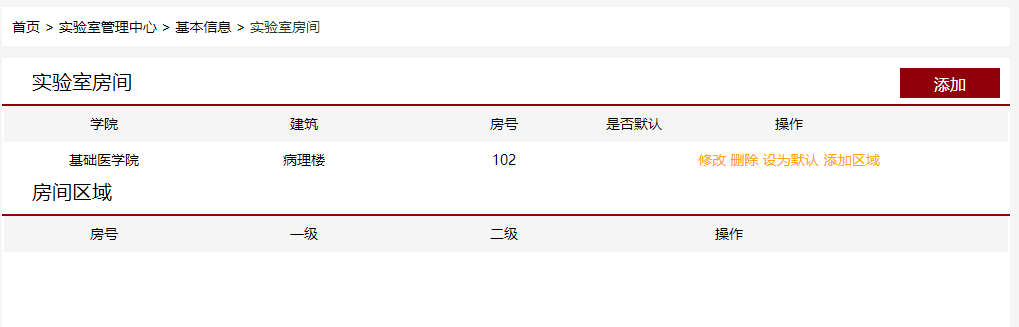 首页 > 实验室管理中心 > 基本信息 > 实验室房间
实验室房间 添加
学院 建筑 房号 是否默认 操作
基础医学院 病理楼 102 修改 删除 设为默认 添加区域
房间区域
房号 一级 二级 操作